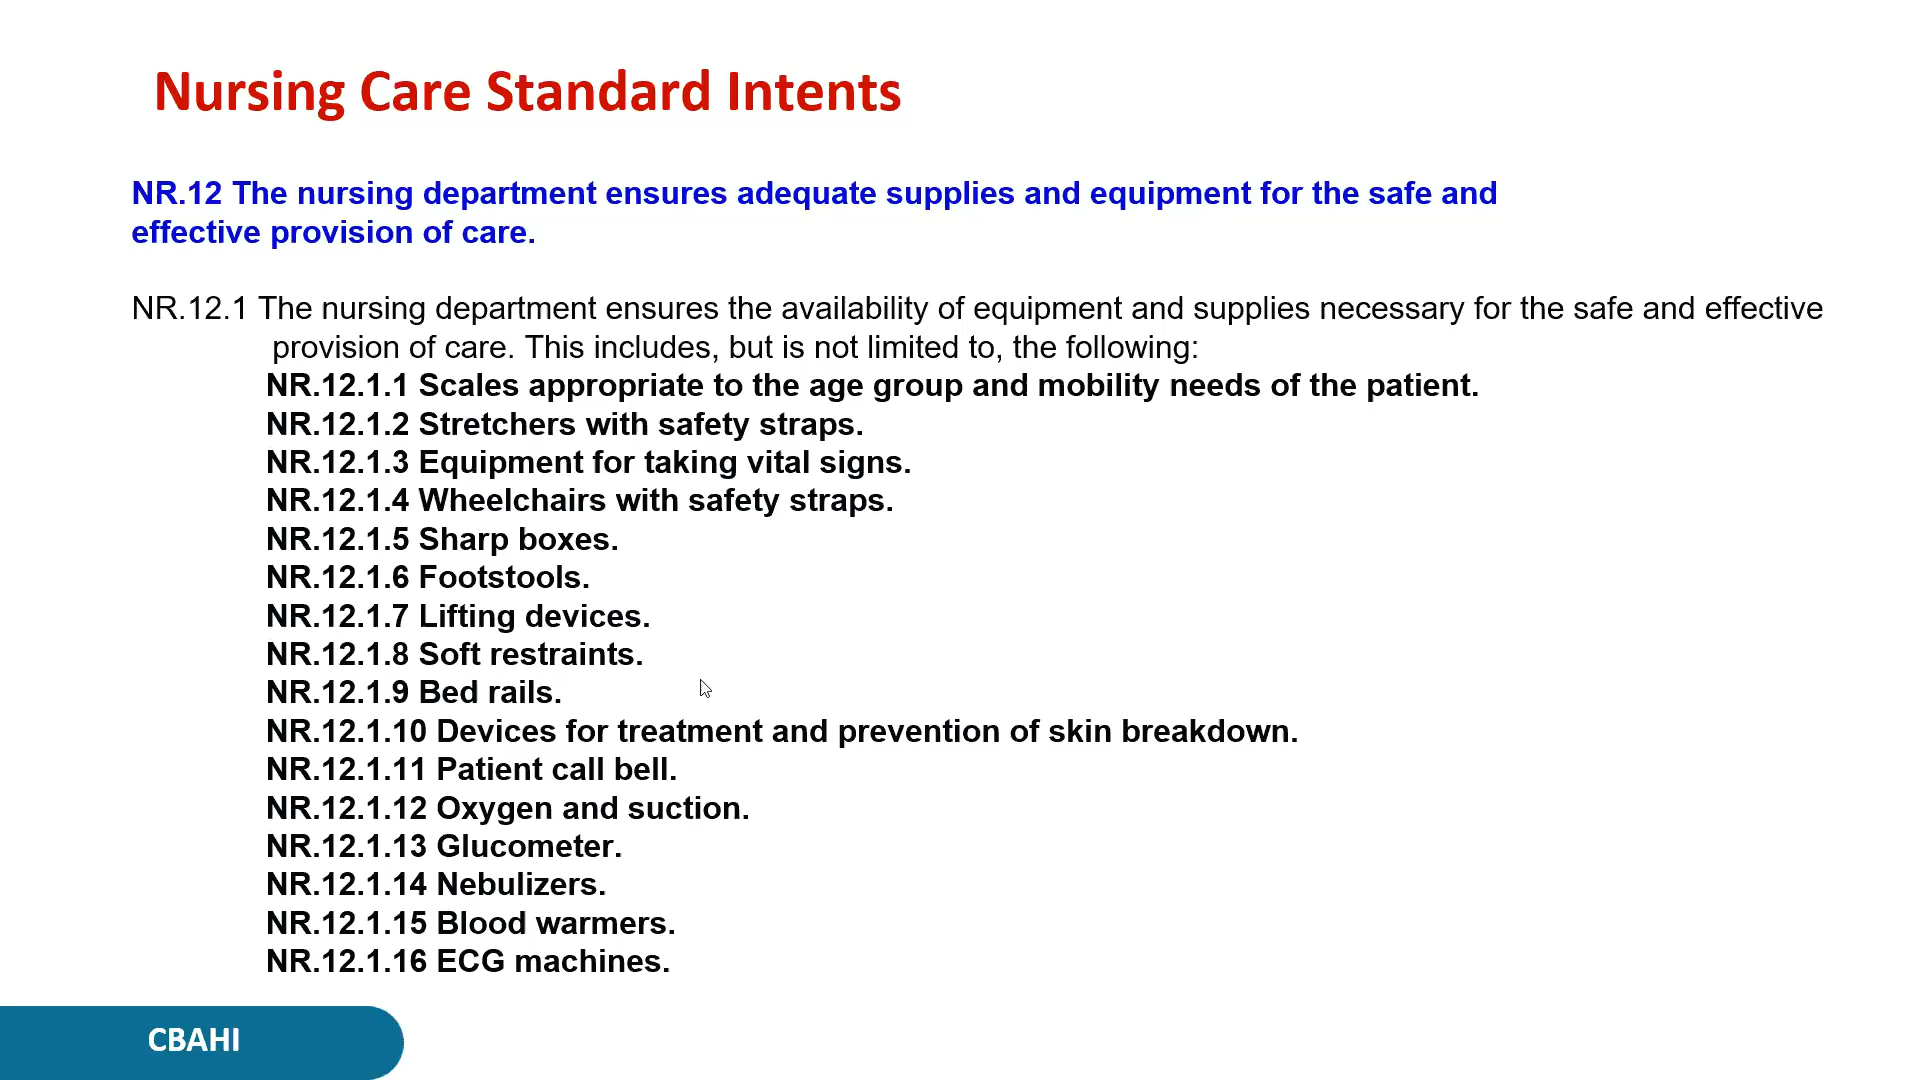 Nursing Care Standard Intents
NR.12 The nursing department ensures adequate supplies and equipment for the safe and
effective provision of care.
NR.12.1 The nursing department ensures the availability of equipment and supplies necessary for the safe and effective
provision of care. This includes, but is not limited to, the following:
NR.12.1.1 Scales appropriate to the age group and mobility needs of the patient.
NR.12.1.2 Stretchers with safety straps.
NR.12.1.3 Equipment for taking vital signs.
NR.12.1.4 Wheelchairs with safety straps.
NR.12.1.5 Sharp boxes.
NR.12.1.6 Footstools.
NR.12.1.7 Lifting devices.
NR.12.1.8 Soft restraints.
NR.12.1.9 Bed rails.
NR.12.1.10 Devices for treatment and prevention of skin breakdown.
NR.12.1.11 Patient call bell.
NR.12.1.12 Oxygen and suction.
NR.12.1.13 Glucometer.
NR.12.1.14 Nebulizers.
NR.12.1.15 Blood warmers.
NR.12.1.16 ECG machines.
CBAHI